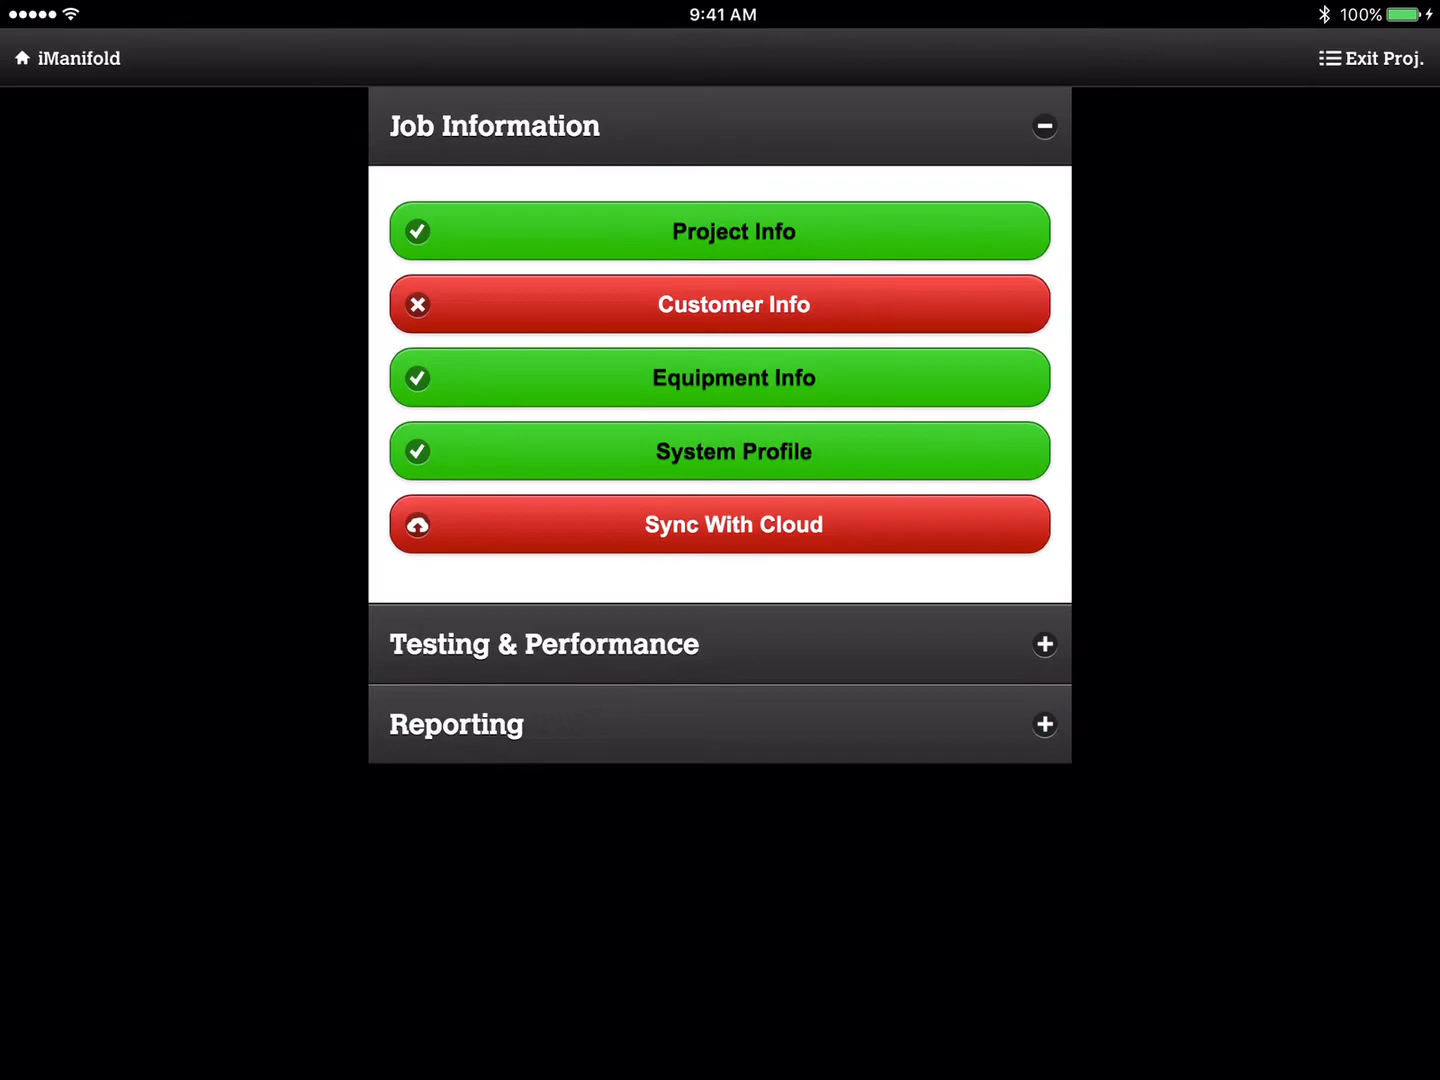 9:41 AM
100%
iManifold
Exit Proj.
Job Information
Project Info
Customer Info
Equipment Info
System Profile
Sync With Cloud
Testing & Performance
Reporting